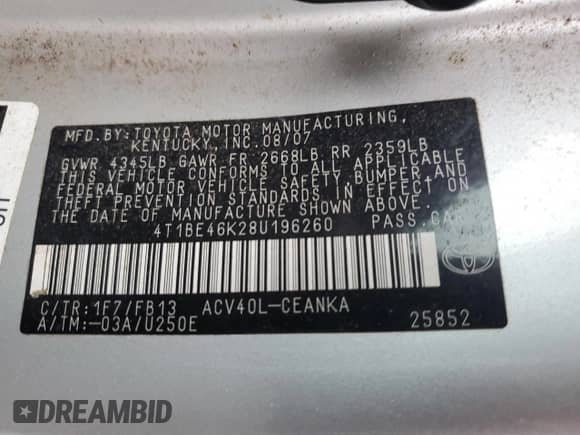 MFD.BY:TOYOTA MOTOR MANUFACTURING,
KENTUCKY, INC.08/07
GVWR 4345LB GAWR FR 2668LB RR 2359LB
THIS VEHICLE CONFORMS TO ALL APPLICABLE
FEDERAL MOTOR VEHICLE SAFETY, BUMPER, AND
THEFT PREVENTION STANDARDS IN EFFECT ON
THE DATE OF MANUFACTURE SHOWN ABOVE.
4T1BE46K28U196260 PASS.CAR
C/TR:1F7/FB13 ACV40L-CEANKA
A/TM:-03A/U250E 25852
DREAMBID